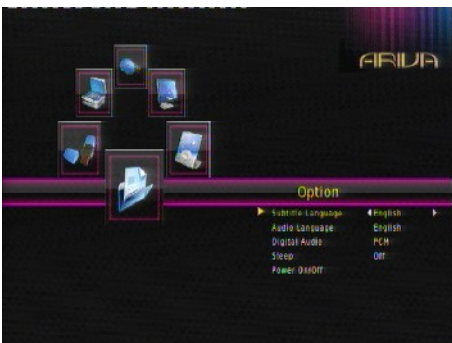 ARIVA
Option
Subtitle Language English
Audio Language English
Digital Audio PCM
Sleep Off
Power On/Off